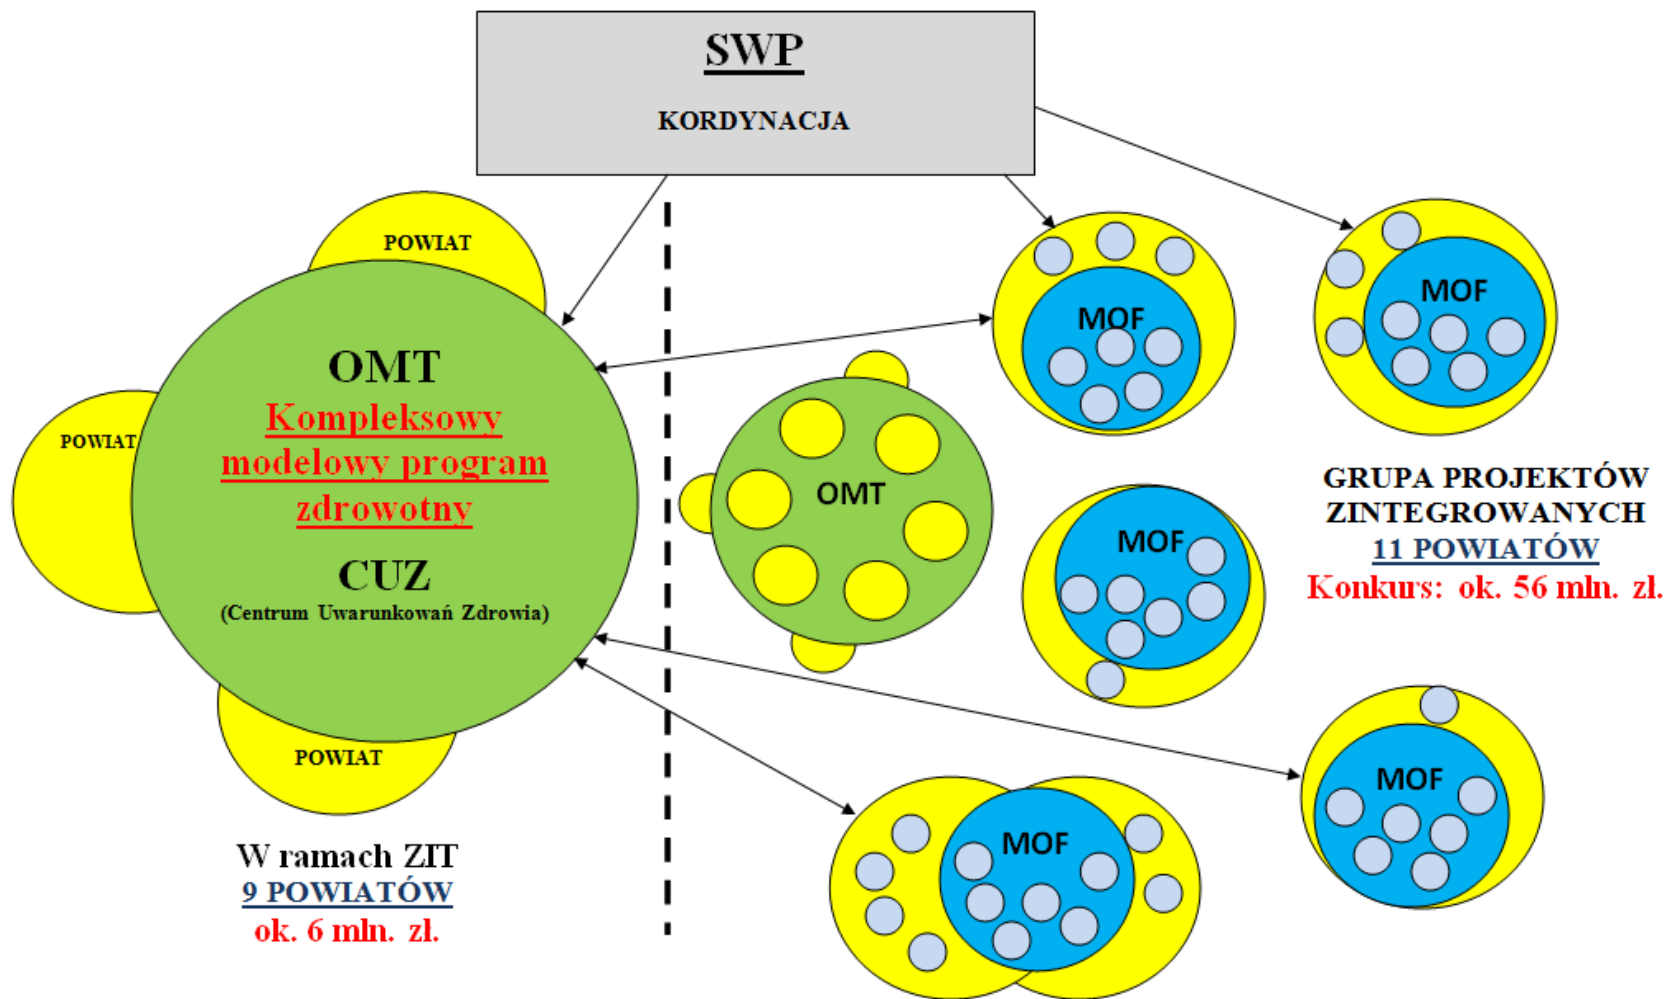 SWP
KORDYNACJA
POWIAT
POWIAT
OMT
Kompleksowy
modelowy program
zdrowotny
CUZ
(Centrum Uwarunkowań Zdrowia)
POWIAT
W ramach ZIT
9 POWIATÓW
ok. 6 mln. zł.
MOF
MOF
OMT
MOF
GRUPA PROJEKTÓW
ZINTEGROWANYCH
11 POWIATÓW
Konkurs: ok. 56 mln. zł.
MOF
MOF